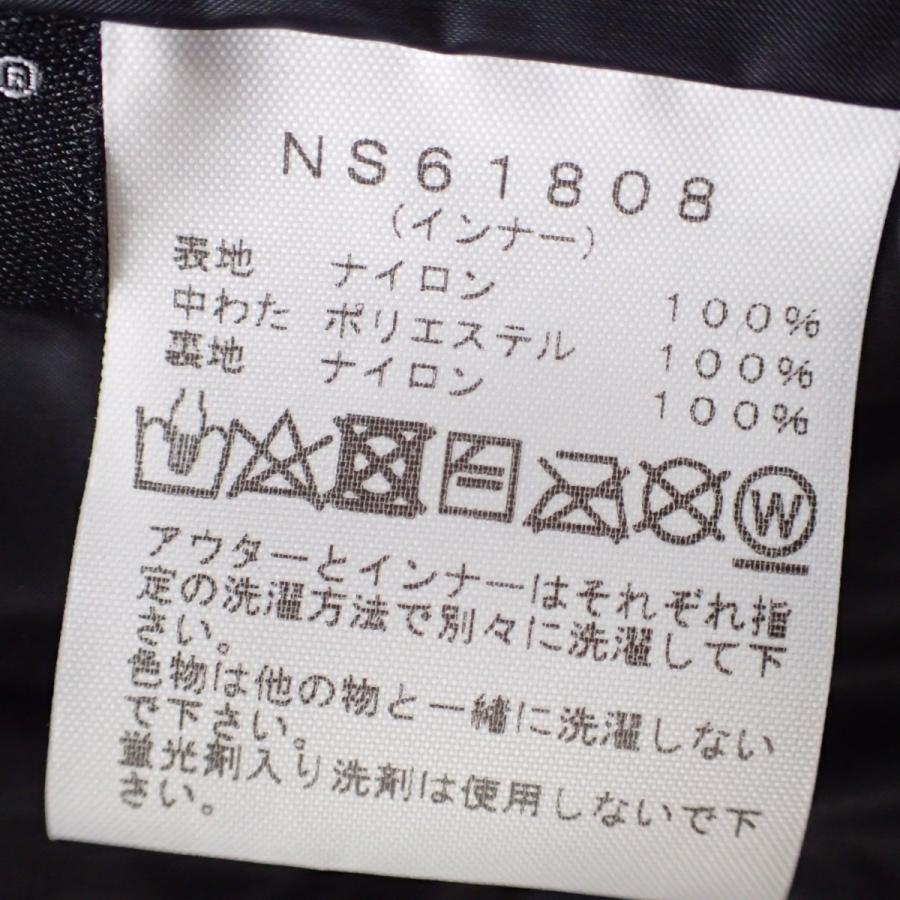 ®
NS61808
(インナー)
表地 ナイロン 100%
中わた ポリエステル 100%
裏地 ナイロン 100%
W
アウターとインナーはそれぞれ指
定の洗濯方法で別々に洗濯して下
さい。
色物は他の物と一緒に洗濯しない
で下さい。
蛍光剤入り洗剤は使用しないで下
さい。